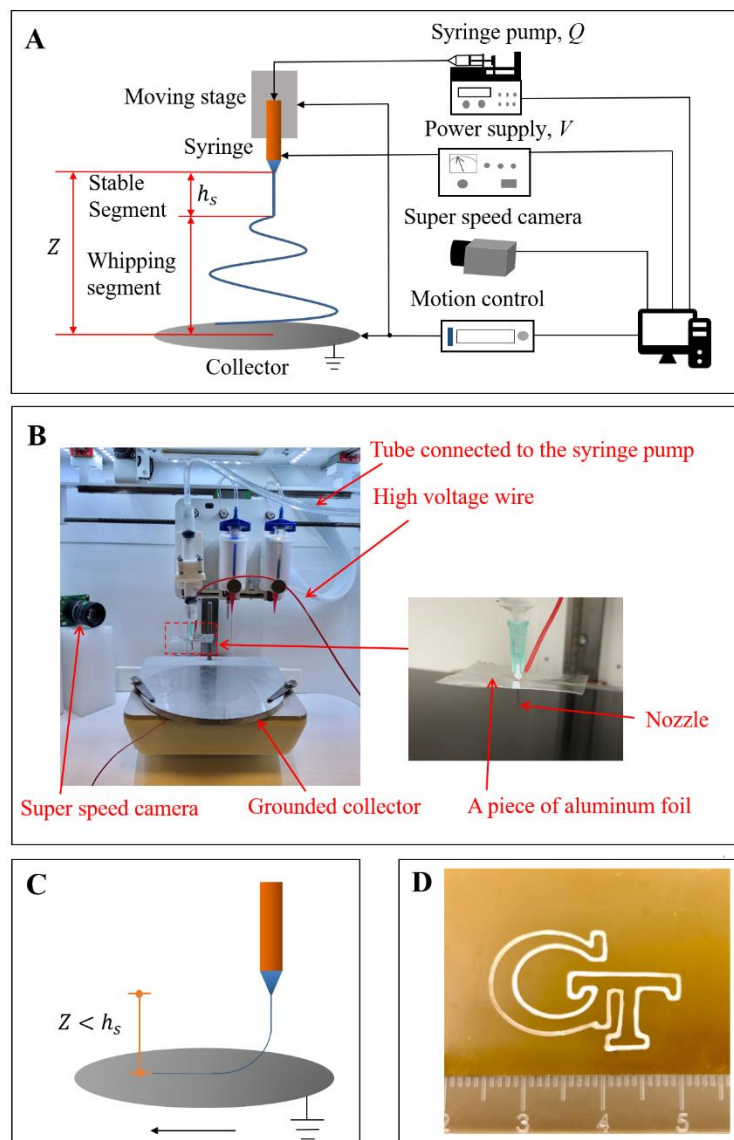 A
Syringe pump, Q
Moving stage
Power supply, V
Syringe
Stable
Segment
h_s
Z
Super speed camera
Whipping
segment
Motion control
Collector
B
Tube connected to the syringe pump
High voltage wire
Nozzle
Super speed camera
Grounded collector
A piece of aluminum foil
C
Z < h_s
D
GT
2 3 4 5